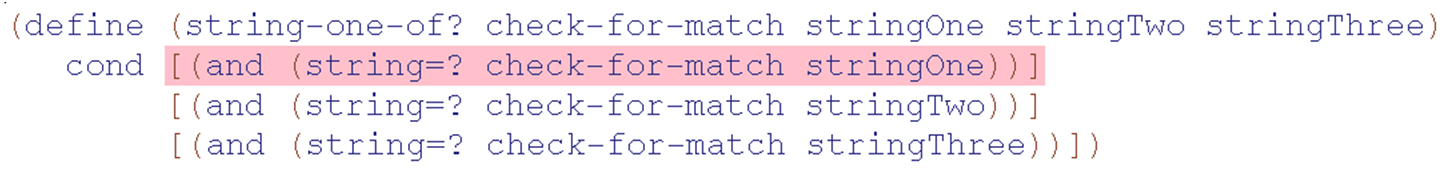 (define (string-one-of? check-for-match stringOne stringTwo stringThree)
cond [(and (string=? check-for-match stringOne))]
[(and (string=? check-for-match stringTwo))]
[(and (string=? check-for-match stringThree))])